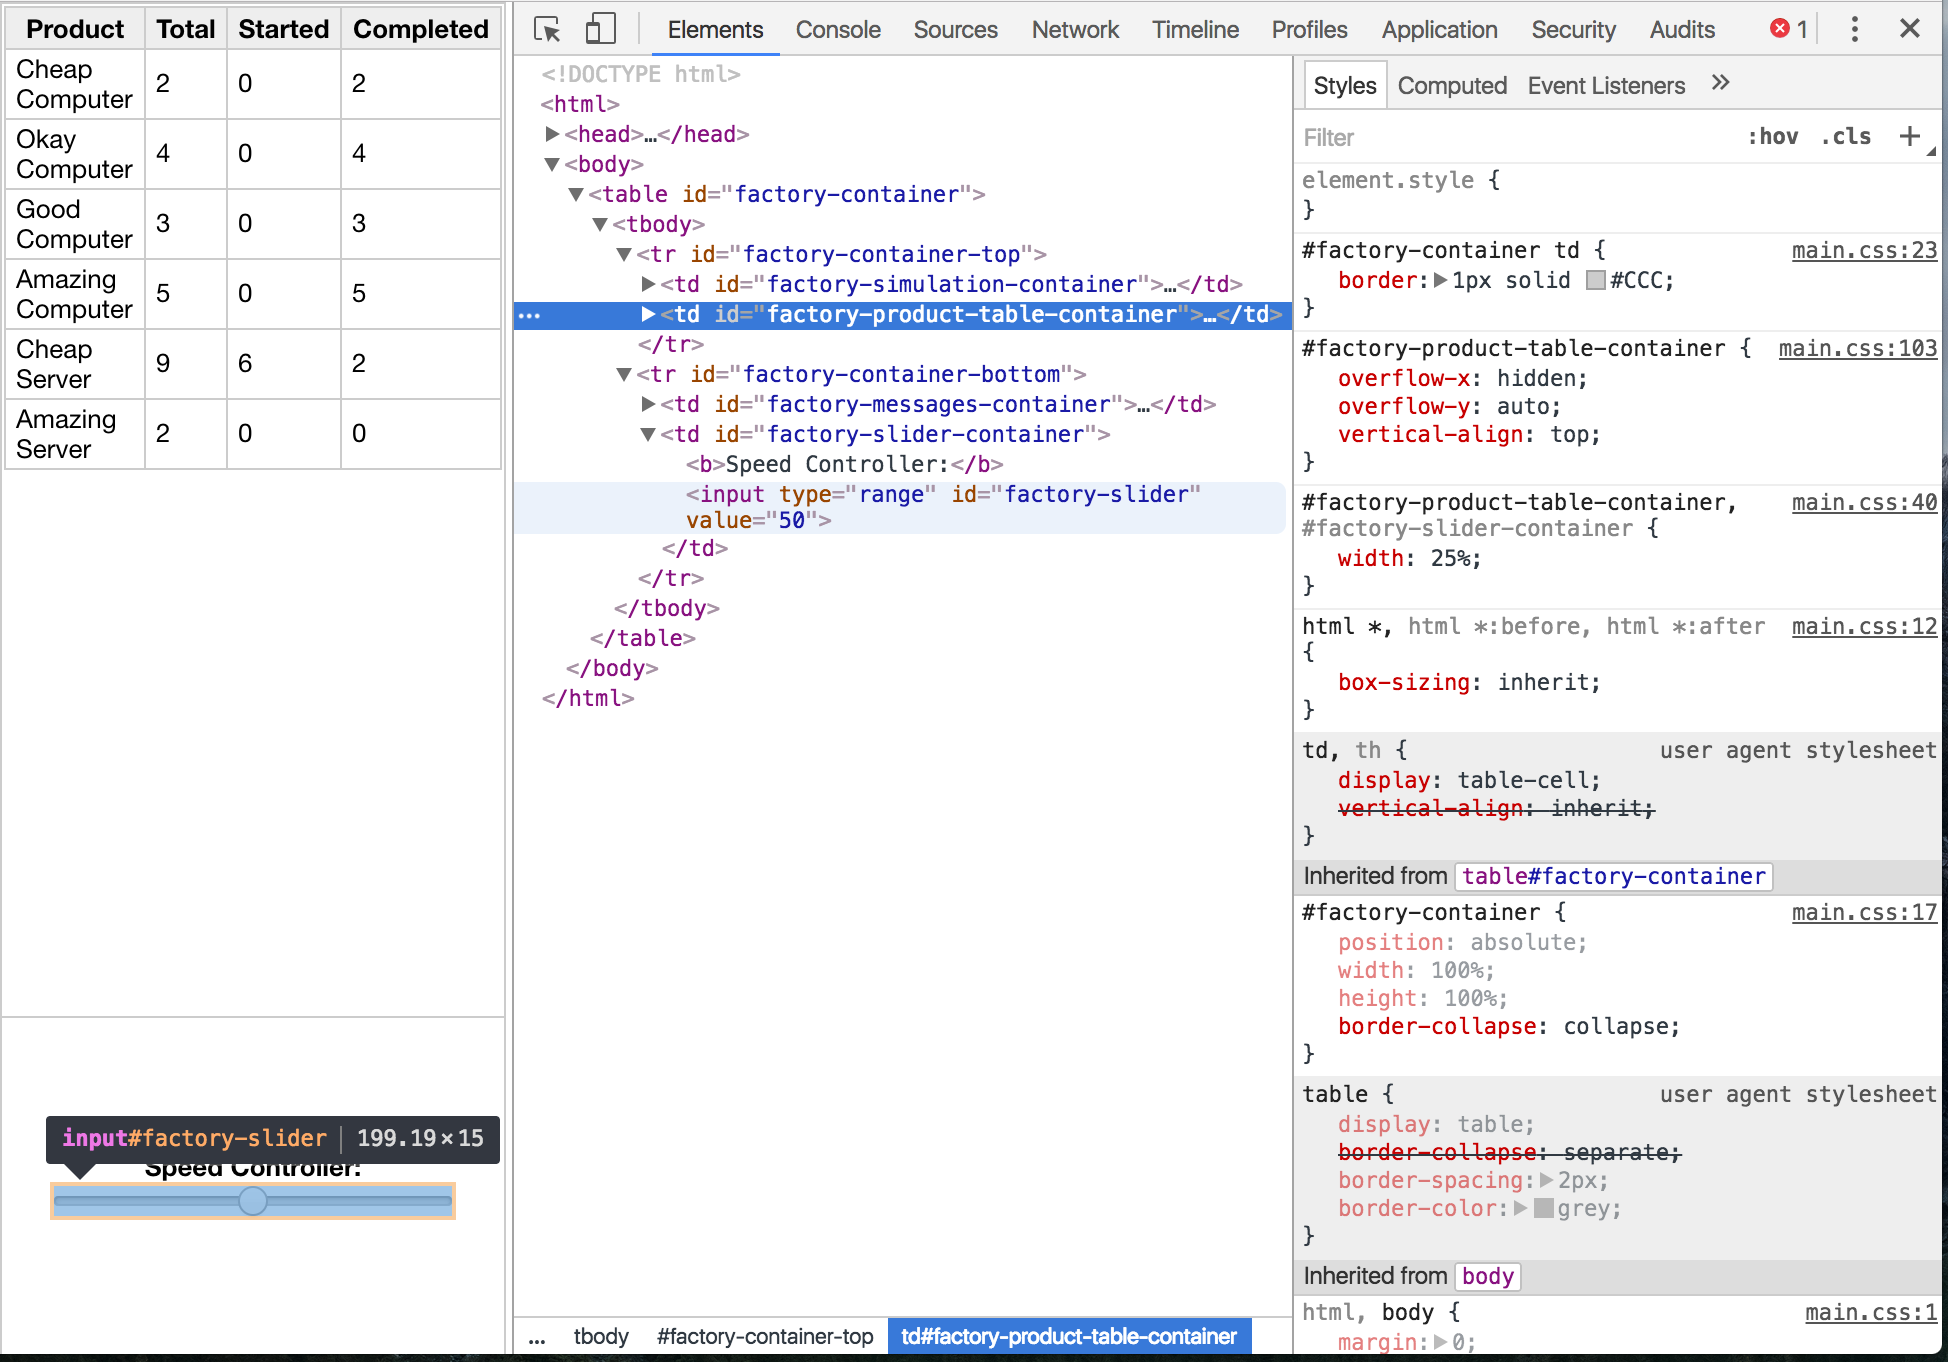 Product Total Started Completed
Cheap Computer 2 0 2
Okay Computer 4 0 4
Good Computer 3 0 3
Amazing Computer 5 0 5
Cheap Server 9 6 2
Amazing Server 2 0 0
input#factory-slider 199.19×15
Speed Controller:
Elements Console Sources Network Timeline Profiles Application Security Audits 1
<!DOCTYPE html>
<html>
<head>…</head>
<body>
<table id="factory-container">
<tbody>
<tr id="factory-container-top">
<td id="factory-simulation-container">…</td>
… <td id="factory-product-table-container">…</td>
</tr>
<tr id="factory-container-bottom">
<td id="factory-messages-container">…</td>
<td id="factory-slider-container">
<b>Speed Controller:</b>
<input type="range" id="factory-slider"
value="50">
</td>
</tr>
</tbody>
</table>
</body>
</html>
... tbody #factory-container-top td#factory-product-table-container
Styles Computed Event Listeners »
Filter :hov .cls +
element.style {
}
#factory-container td { main.css:23
border: 1px solid #CCC;
}
#factory-product-table-container { main.css:103
overflow-x: hidden;
overflow-y: auto;
vertical-align: top;
}
#factory-product-table-container, main.css:40
#factory-slider-container {
width: 25%;
}
html *, html *:before, html *:after main.css:12
{
box-sizing: inherit;
}
td, th { user agent stylesheet
display: table-cell;
vertical-align: inherit;
}
Inherited from table#factory-container
#factory-container { main.css:17
position: absolute;
width: 100%;
height: 100%;
border-collapse: collapse;
}
table { user agent stylesheet
display: table;
border-collapse: separate;
border-spacing: 2px;
border-color: grey;
}
Inherited from body
html, body { main.css:1
margin: 0;